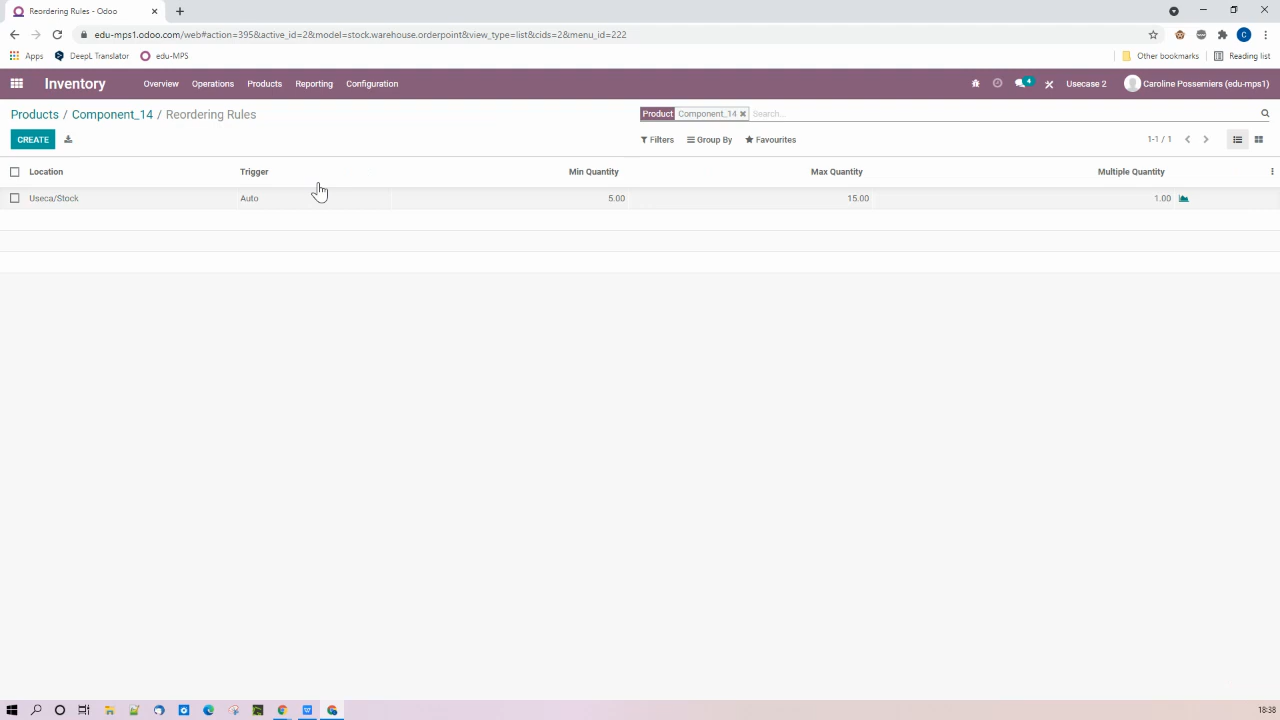 Reordering Rules - Odoo
edu-mps1.odoo.com/web#action=395&active_id=2&model=stock.warehouse.orderpoint&view_type=list&cids=2&menu_id=222
C
Apps DeepL Translator edu-MPS Other bookmarks Reading list
Inventory Overview Operations Products Reporting Configuration 4 Usecase 2 Caroline Possemiers (edu-mps1)
Products / Component_14 / Reordering Rules Product Component_14 Search...
CREATE Filters Group By Favourites 1-1 / 1
Location Trigger Min Quantity Max Quantity Multiple Quantity
Useca/Stock Auto 5.00 15.00 1.00
18:38